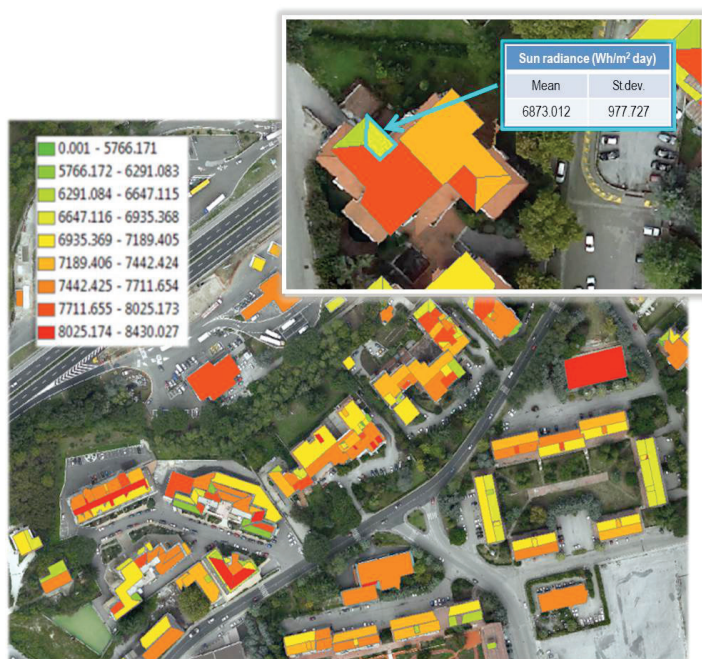 Sun radiance (Wh/m² day)
Mean St.dev.
6873.012 977.727
0.001 - 5766.171
5766.172 - 6291.083
6291.084 - 6647.115
6647.116 - 6935.368
6935.369 - 7189.405
7189.406 - 7442.424
7442.425 - 7711.654
7711.655 - 8025.173
8025.174 - 8430.027